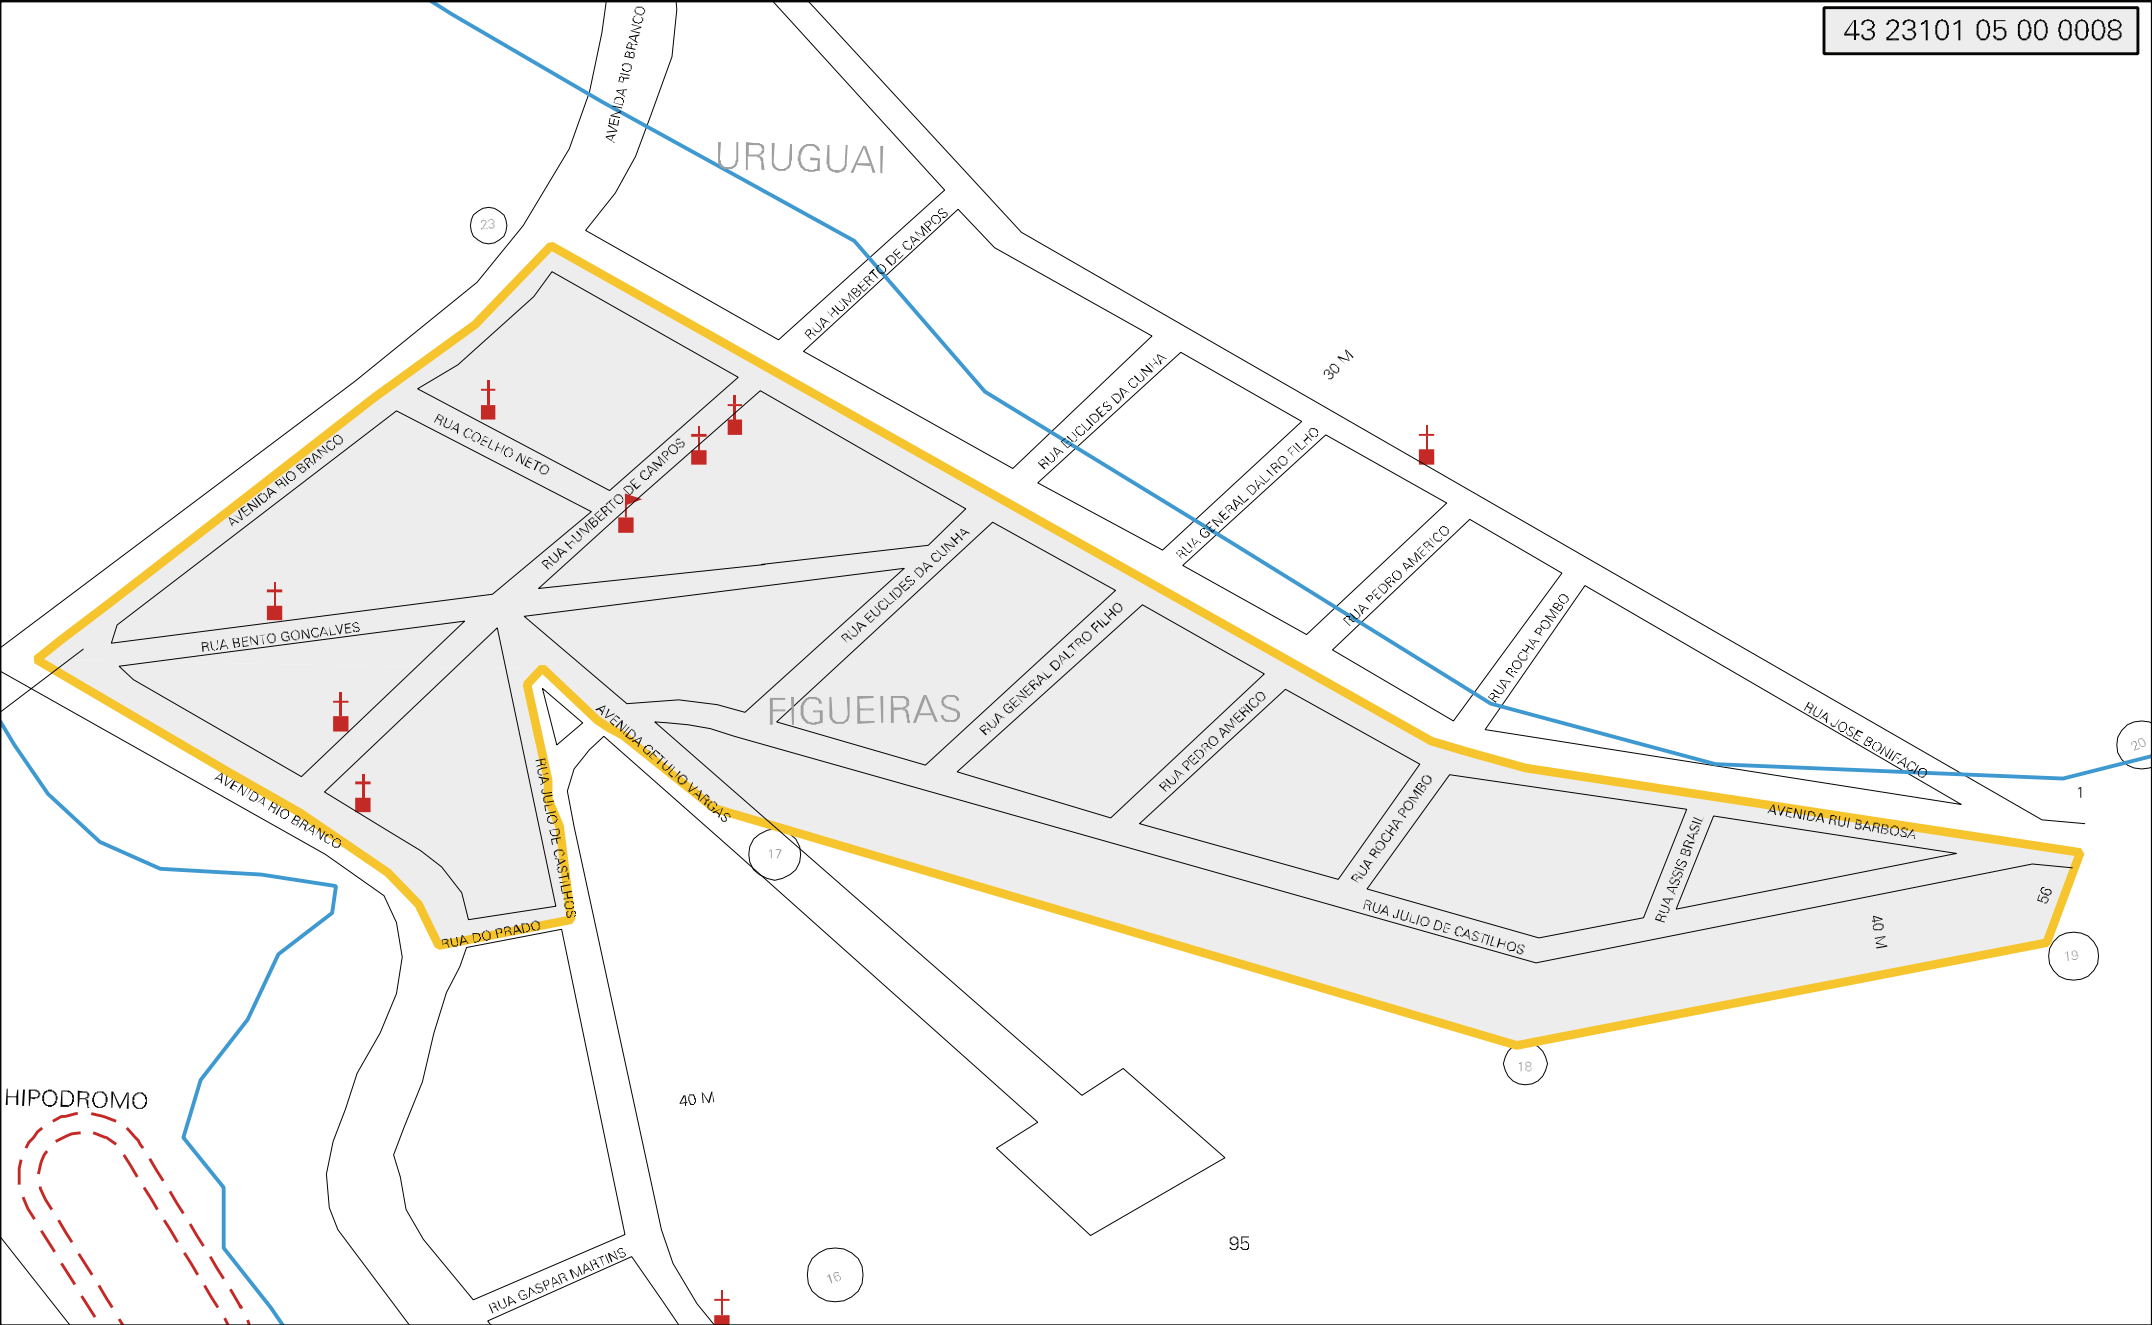 43 23101 05 00 0008
AVENIDA RIO BRANCO
URUGUAI
23
RUA HUMBERTO DE CAMPOS
30 M
RUA EUCLIDES DA CUNHA
RUA GENERAL DALTRO FILHO
RUA PEDRO AMERICO
RUA ROCHA POMBO
RUA JOSE BONIFACIO
20
1
RUA COELHO NETO
AVENIDA RIO BRANCO
RUA HUMBERTO DE CAMPOS
RUA BENTO GONCALVES
RUA EUCLIDES DA CUNHA
RUA GENERAL DALTRO FILHO
FIGUEIRAS
RUA PEDRO AMERICO
AVENIDA GETULIO VARGAS
RUA ROCHA POMBO
AVENIDA RUI BARBOSA
RUA ASSIS BRASIL
AVENIDA RIO BRANCO
RUA JULIO DE CASTILHOS
17
56
RUA JULIO DE CASTILHOS
40 M
RUA DO PRADO
19
18
HIPODROMO
40 M
95
16
RUA GASPAR MARTINS